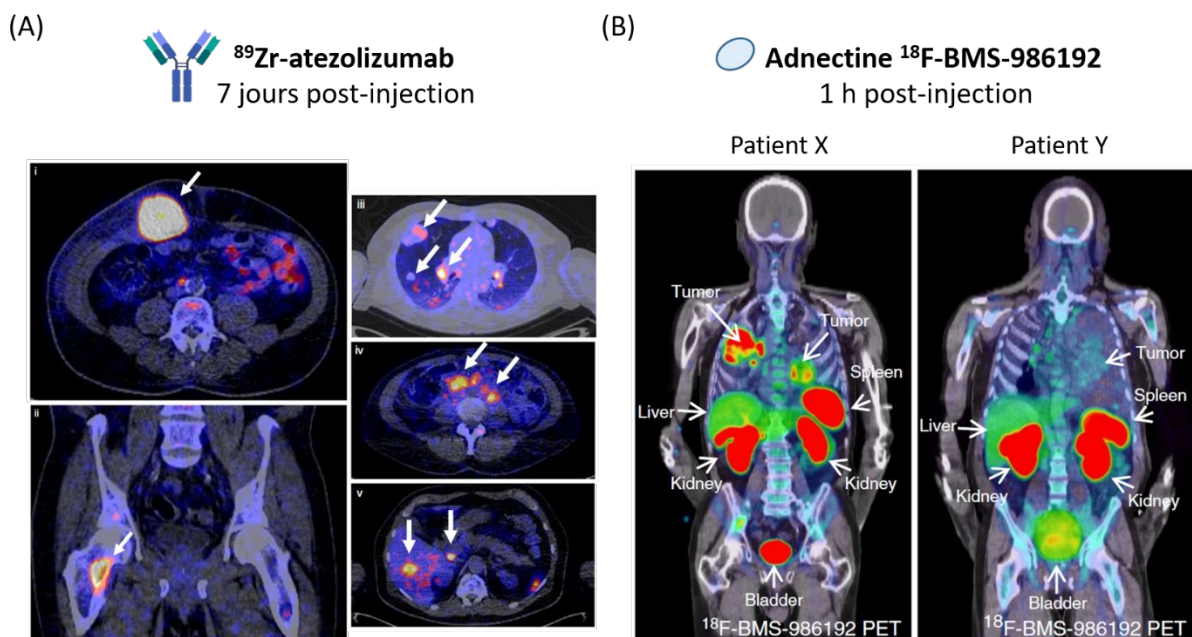 (A)
⁸⁹Zr-atezolizumab
7 jours post-injection
i
ii
iii
iv
v
(B)
Adnectine ¹⁸F-BMS-986192
1 h post-injection
Patient X
Tumor
Tumor
Spleen
Liver
Kidney
Kidney
Bladder
¹⁸F-BMS-986192 PET
Patient Y
Tumor
Spleen
Liver
Kidney
Kidney
Bladder
¹⁸F-BMS-986192 PET